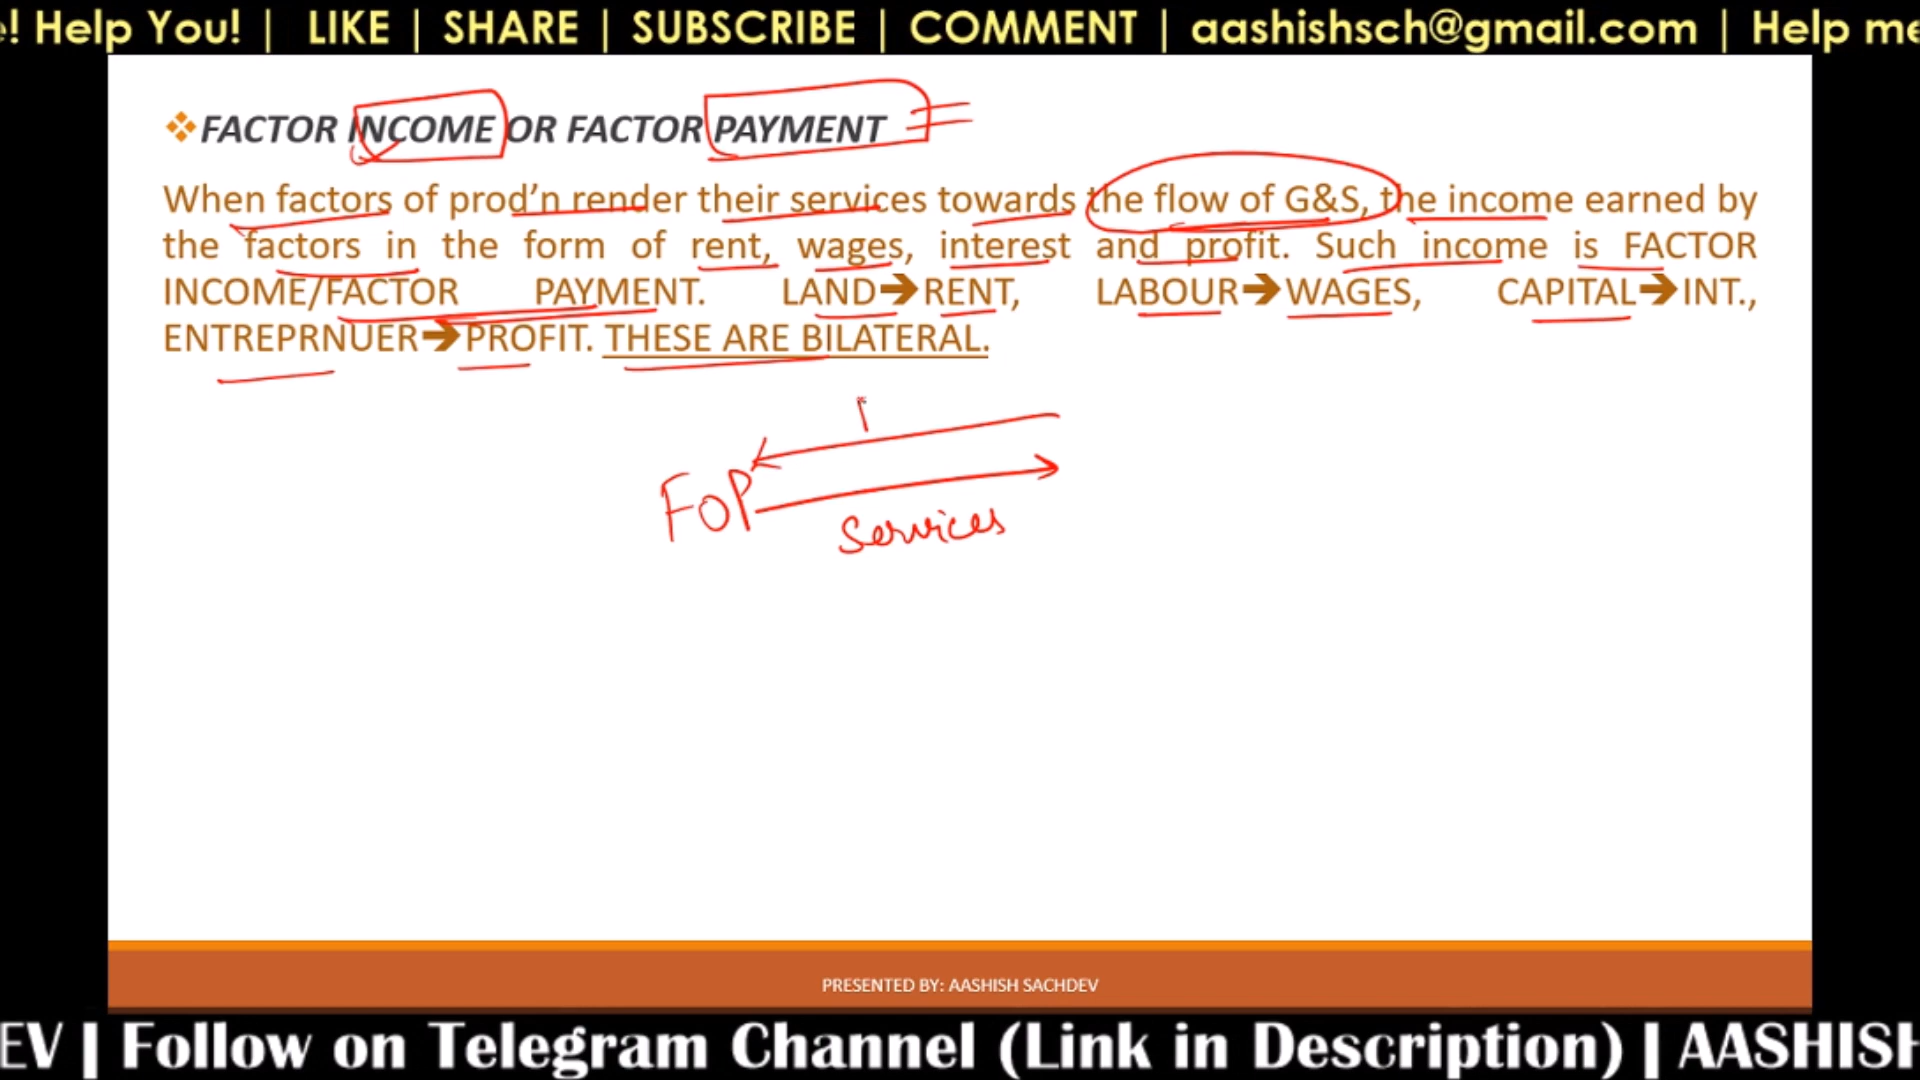 ! Help You! | LIKE | SHARE | SUBSCRIBE | COMMENT | aashishsch@gmail.com | Help me
❖FACTOR INCOME OR FACTOR PAYMENT
When factors of prod’n render their services towards the flow of G&S, the income earned by
the factors in the form of rent, wages, interest and profit. Such income is FACTOR
INCOME/FACTOR PAYMENT. LAND➔RENT, LABOUR➔WAGES, CAPITAL➔INT.,
ENTREPRNUER➔PROFIT. THESE ARE BILATERAL.
FOP
Services
PRESENTED BY: AASHISH SACHDEV
EV | Follow on Telegram Channel (Link in Description) | AASHISH